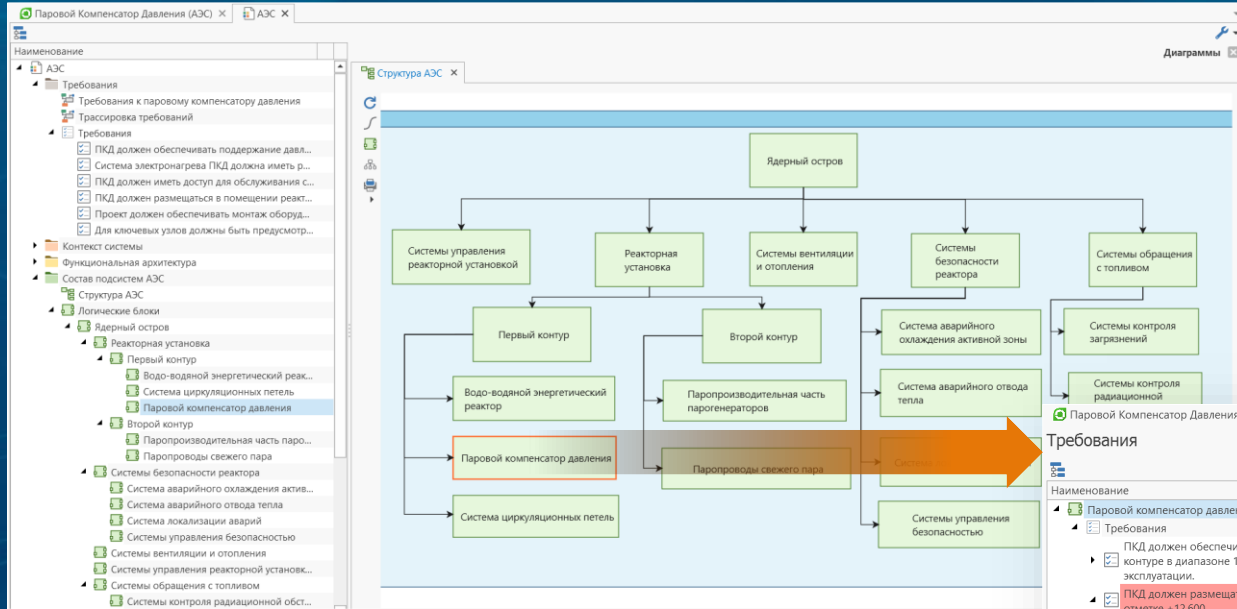 Паровой Компенсатор Давления (АЭС)
АЭС
Наименование
АЭС
Требования
Требования к паровому компенсатору давления
Трассировка требований
Требования
ПКД должен обеспечивать поддержание давл...
Система электронагрева ПКД должна иметь р...
ПКД должен иметь доступ для обслуживания с...
ПКД должен размещаться в помещении реакт...
Проект должен обеспечивать монтаж оборуд...
Для ключевых узлов должны быть предусмотр...
Контекст системы
Функциональная архитектура
Состав подсистем АЭС
Структура АЭС
Логические блоки
Ядерный остров
Реакторная установка
Первый контур
Водо-водяной энергетический реак...
Система циркуляционных петель
Паровой компенсатор давления
Второй контур
Паропроизводительная часть паро...
Паропроводы свежего пара
Системы безопасности реактора
Система аварийного охлаждения актив...
Система аварийного отвода тепла
Система локализации аварий
Системы управления безопасностью
Системы вентиляции и отопления
Системы управления реакторной установк...
Системы обращения с топливом
Системы контроля радиационной обст...
Диаграммы
Структура АЭС
Ядерный остров
Системы управления
реакторной установкой
Реакторная
установка
Системы вентиляции
и отопления
Системы
безопасности
реактора
Системы обращения
с топливом
Первый контур
Второй контур
Система аварийного
охлаждения активной зоны
Системы контроля
загрязнений
Водо-водяной энергетический
реактор
Паропроизводительная часть
парогенераторов
Система аварийного отвода
тепла
Системы контроля
радиационной
Паровой компенсатор давления
Паропроводы свежего пара
Система циркуляционных петель
Системы управления
безопасностью
Паровой Компенсатор Давления
Требования
Наименование
Паровой компенсатор давле
Требования
ПКД должен обеспечи
контуре в диапазоне 1
эксплуатации.
ПКД должен размещат
отметке +12,600